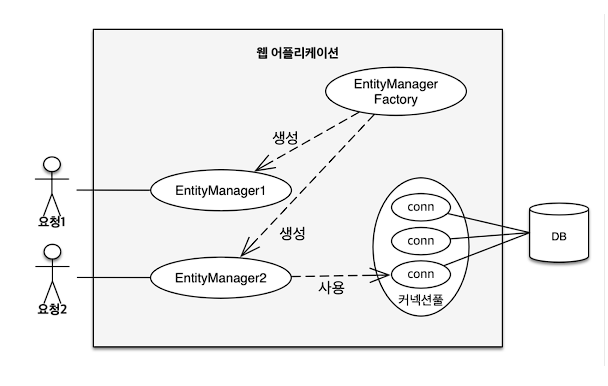 웹 어플리케이션
EntityManager
Factory
생성
EntityManager1
요청1
생성
conn
conn
conn
DB
EntityManager2
사용
커넥션풀
요청2